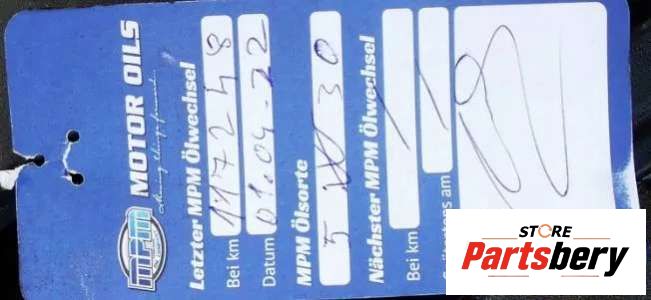 MPM
MOTOR OILS
Letzter MPM Ölwechsel
Bei km 117248
Datum 01.04-22
MPM Ölsorte
5 W 30
Nächster MPM Ölwechsel
Bei km
am
STORE
Partsbery